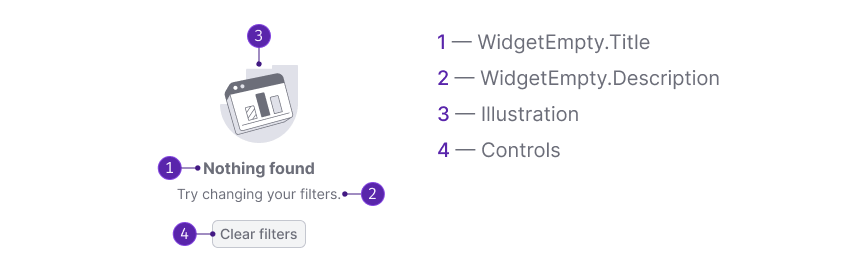 3
1 Nothing found
Try changing your filters. 2
4 Clear filters
1 — WidgetEmpty.Title
2 — WidgetEmpty.Description
3 — Illustration
4 — Controls